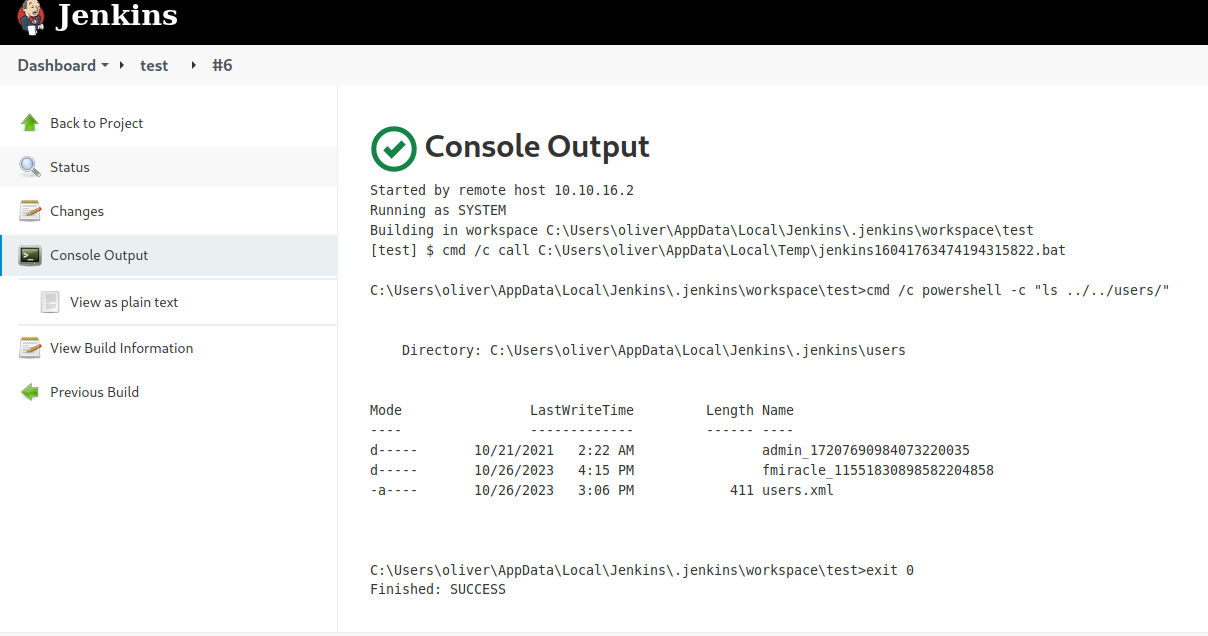 Jenkins
Dashboard test #6
Back to Project
Status
Changes
Console Output
View as plain text
View Build Information
Previous Build
Console Output
Started by remote host 10.10.16.2
Running as SYSTEM
Building in workspace C:\Users\oliver\AppData\Local\Jenkins\.jenkins\workspace\test
[test] $ cmd /c call C:\Users\oliver\AppData\Local\Temp\jenkins16041763474194315822.bat
C:\Users\oliver\AppData\Local\Jenkins\.jenkins\workspace\test>cmd /c powershell -c "ls ../../users/"
Directory: C:\Users\oliver\AppData\Local\Jenkins\.jenkins\users
Mode LastWriteTime Length Name
---- ------------- ------ ----
d----- 10/21/2021 2:22 AM admin_17207690984073220035
d----- 10/26/2023 4:15 PM fmiracle_11551830898582204858
-a---- 10/26/2023 3:06 PM 411 users.xml
C:\Users\oliver\AppData\Local\Jenkins\.jenkins\workspace\test>exit 0
Finished: SUCCESS